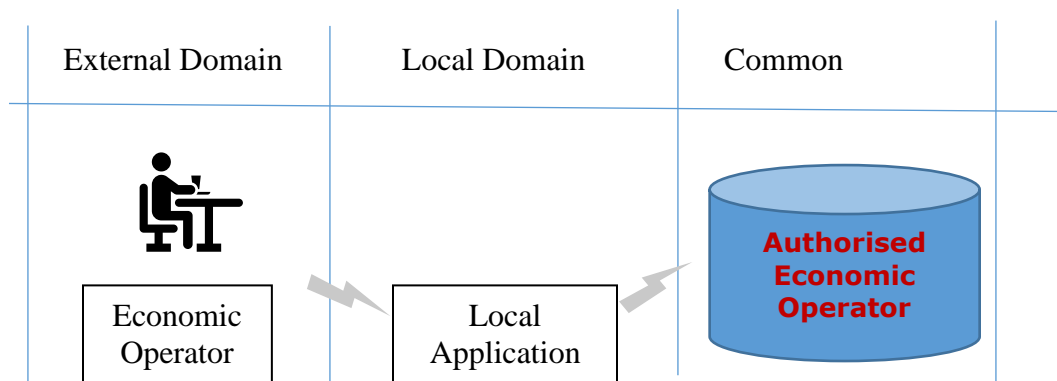 External Domain
Local Domain
Common
Economic
Operator
Local
Application
Authorised
Economic
Operator